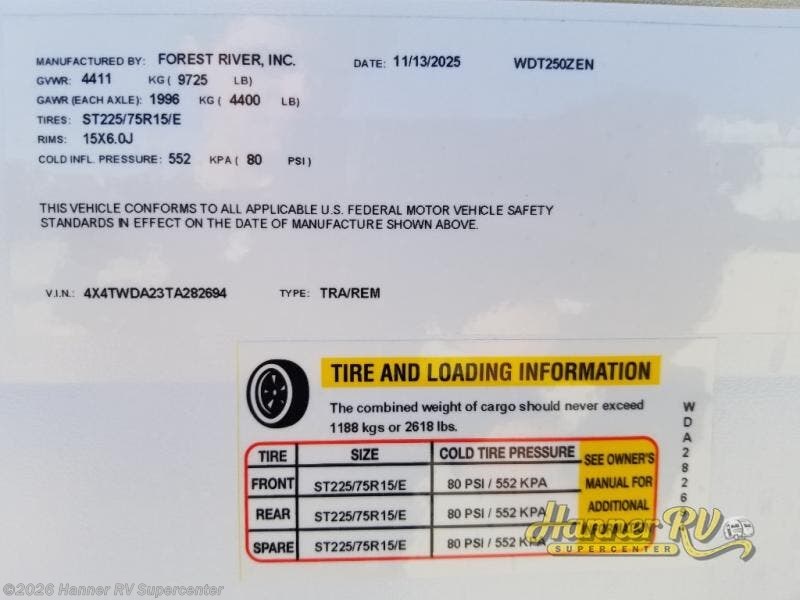 MANUFACTURED BY: FOREST RIVER, INC. DATE: 11/13/2025 WDT250ZEN
GVWR: 4411 KG ( 9725 LB)
GAWR (EACH AXLE): 1996 KG ( 4400 LB)
TIRES: ST225/75R15/E
RIMS: 15X6.0J
COLD INFL. PRESSURE: 552 KPA ( 80 PSI )
THIS VEHICLE CONFORMS TO ALL APPLICABLE U.S. FEDERAL MOTOR VEHICLE SAFETY
STANDARDS IN EFFECT ON THE DATE OF MANUFACTURE SHOWN ABOVE.
V.I.N.: 4X4TWDA23TA282694 TYPE: TRA/REM
TIRE AND LOADING INFORMATION
The combined weight of cargo should never exceed
1188 kgs or 2618 lbs.
TIRE SIZE COLD TIRE PRESSURE
FRONT ST225/75R15/E 80 PSI / 552 KPA
REAR ST225/75R15/E 80 PSI / 552 KPA
SPARE ST225/75R15/E 80 PSI / 552 KPA
SEE OWNER'S
MANUAL FOR
ADDITIONAL
INFORMATION
WDA2826
Hanner RV
SUPERCENTER
©2026 Hanner RV Supercenter